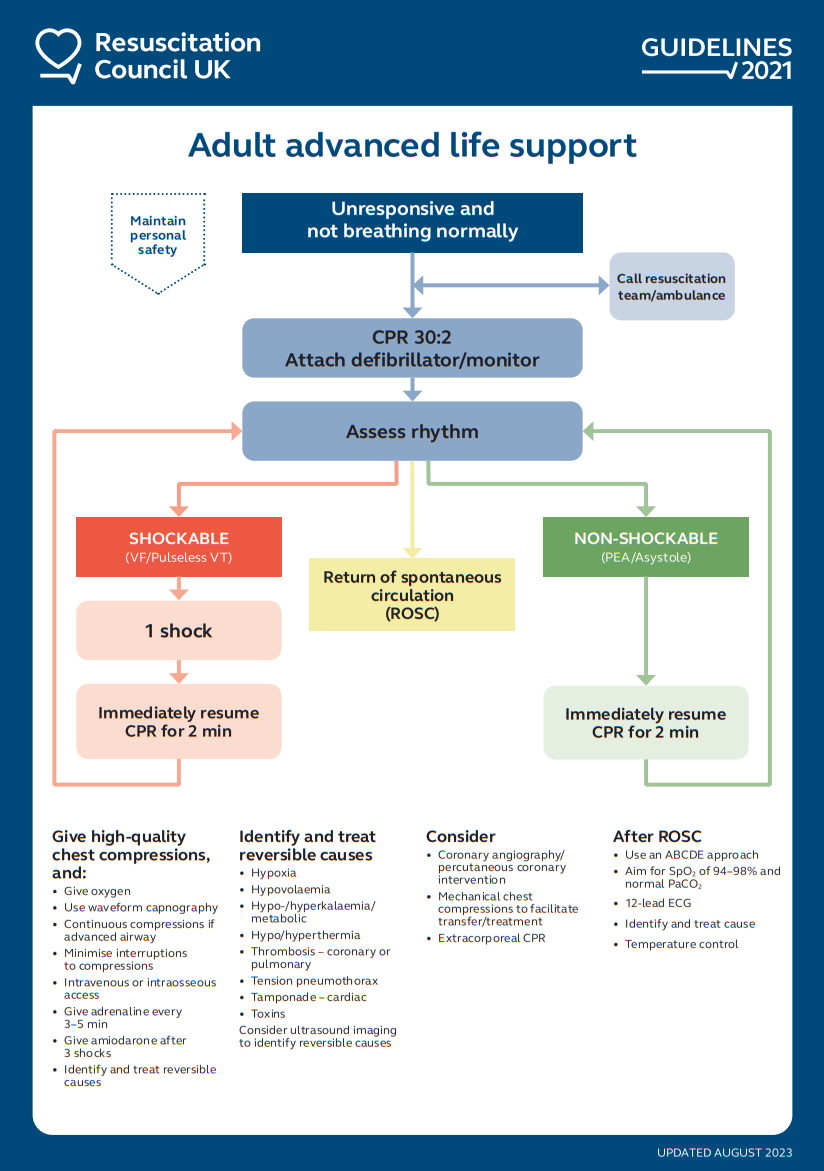 Resuscitation
Council UK
GUIDELINES
2021
Adult advanced life support
Maintain
personal
safety
Unresponsive and
not breathing normally
Call resuscitation
team/ambulance
CPR 30:2
Attach defibrillator/monitor
Assess rhythm
SHOCKABLE
(VF/Pulseless VT)
Return of spontaneous
circulation
(ROSC)
NON-SHOCKABLE
(PEA/Asystole)
1 shock
Immediately resume
CPR for 2 min
Immediately resume
CPR for 2 min
Give high-quality
chest compressions,
and:
• Give oxygen
• Use waveform capnography
• Continuous compressions if
advanced airway
• Minimise interruptions
to compressions
• Intravenous or intraosseous
access
• Give adrenaline every
3–5 min
• Give amiodarone after
3 shocks
• Identify and treat reversible
causes
Identify and treat
reversible causes
• Hypoxia
• Hypovolaemia
• Hypo-/hyperkalaemia/
metabolic
• Hypo/hyperthermia
• Thrombosis – coronary or
pulmonary
• Tension pneumothorax
• Tamponade – cardiac
• Toxins
Consider ultrasound imaging
to identify reversible causes
Consider
• Coronary angiography/
percutaneous coronary
intervention
• Mechanical chest
compressions to facilitate
transfer/treatment
• Extracorporeal CPR
After ROSC
• Use an ABCDE approach
• Aim for SpO₂ of 94–98% and
normal PaCO₂
• 12-lead ECG
• Identify and treat cause
• Temperature control
UPDATED AUGUST 2023